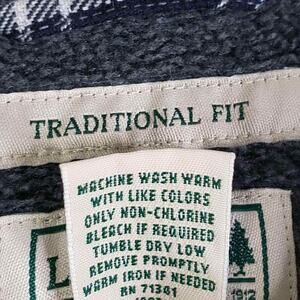 TRADITIONAL FIT
MACHINE WASH WARM
WITH LIKE COLORS
ONLY NON-CHLORINE
BLEACH IF REQUIRED
TUMBLE DRY LOW
REMOVE PROMPTLY
WARM IRON IF NEEDED
RN 71341
L
1912